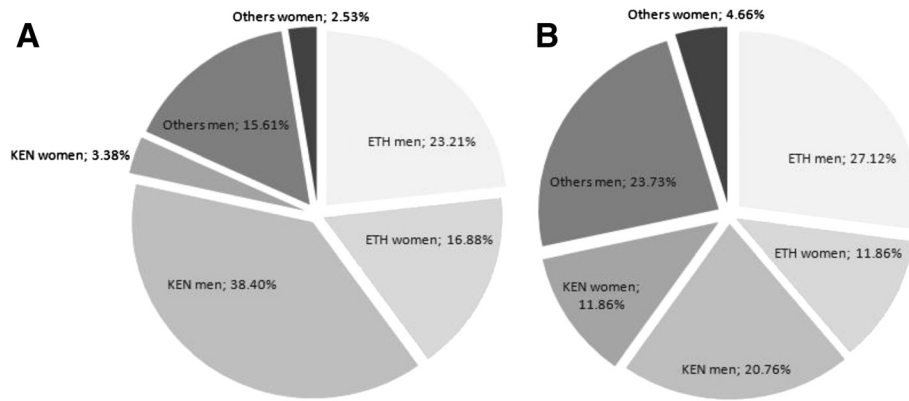 A
Others women; 2.53%
ETH men; 23.21%
ETH women; 16.88%
KEN men; 38.40%
KEN women; 3.38%
Others men; 15.61%
B
Others women; 4.66%
ETH men; 27.12%
ETH women; 11.86%
KEN men; 20.76%
KEN women;
11.86%
Others men; 23.73%